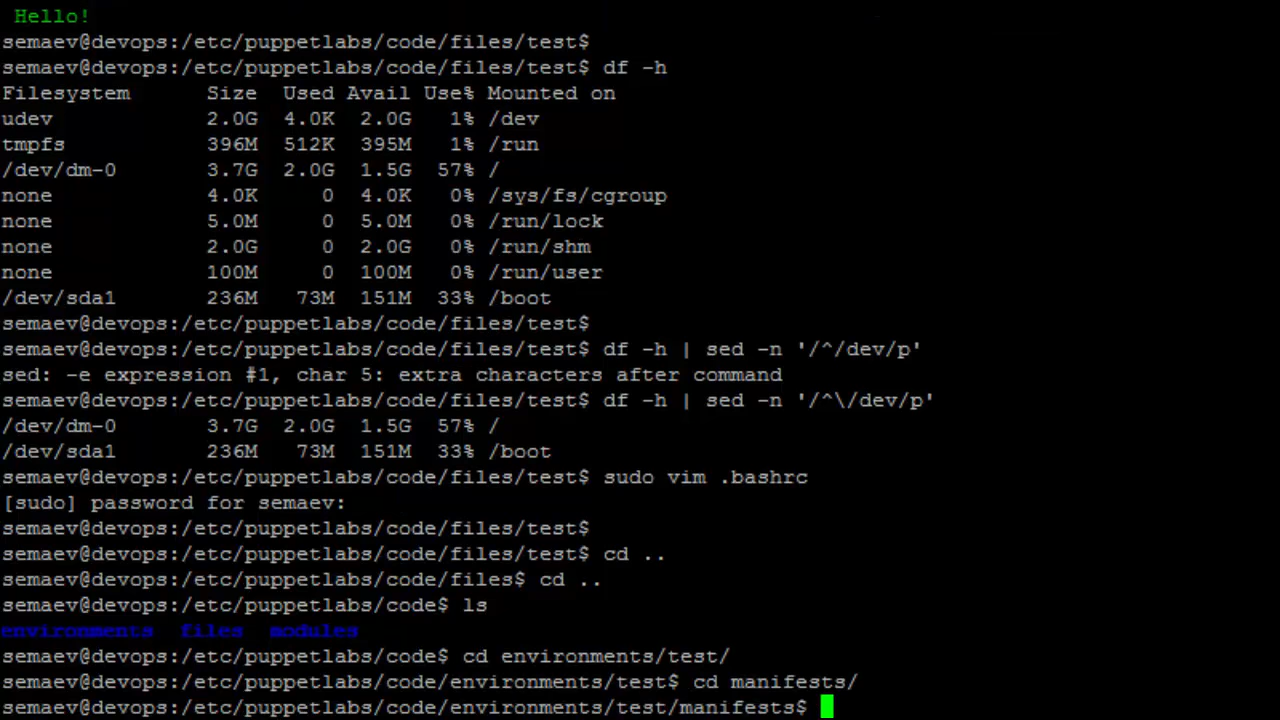 Hello!
semaev@devops:/etc/puppetlabs/code/files/test$
semaev@devops:/etc/puppetlabs/code/files/test$ df -h
Filesystem      Size  Used Avail Use% Mounted on
udev            2.0G  4.0K  2.0G   1% /dev
tmpfs           396M  512K  395M   1% /run
/dev/dm-0       3.7G  2.0G  1.5G  57% /
none            4.0K     0  4.0K   0% /sys/fs/cgroup
none            5.0M     0  5.0M   0% /run/lock
none            2.0G     0  2.0G   0% /run/shm
none            100M     0  100M   0% /run/user
/dev/sda1       236M   73M  151M  33% /boot
semaev@devops:/etc/puppetlabs/code/files/test$
semaev@devops:/etc/puppetlabs/code/files/test$ df -h | sed -n '/^/dev/p'
sed: -e expression #1, char 5: extra characters after command
semaev@devops:/etc/puppetlabs/code/files/test$ df -h | sed -n '/^\/dev/p'
/dev/dm-0       3.7G  2.0G  1.5G  57% /
/dev/sda1       236M   73M  151M  33% /boot
semaev@devops:/etc/puppetlabs/code/files/test$ sudo vim .bashrc
[sudo] password for semaev:
semaev@devops:/etc/puppetlabs/code/files/test$
semaev@devops:/etc/puppetlabs/code/files/test$ cd ..
semaev@devops:/etc/puppetlabs/code/files$ cd ..
semaev@devops:/etc/puppetlabs/code$ ls
environments  files  modules
semaev@devops:/etc/puppetlabs/code$ cd environments/test/
semaev@devops:/etc/puppetlabs/code/environments/test$ cd manifests/
semaev@devops:/etc/puppetlabs/code/environments/test/manifests$